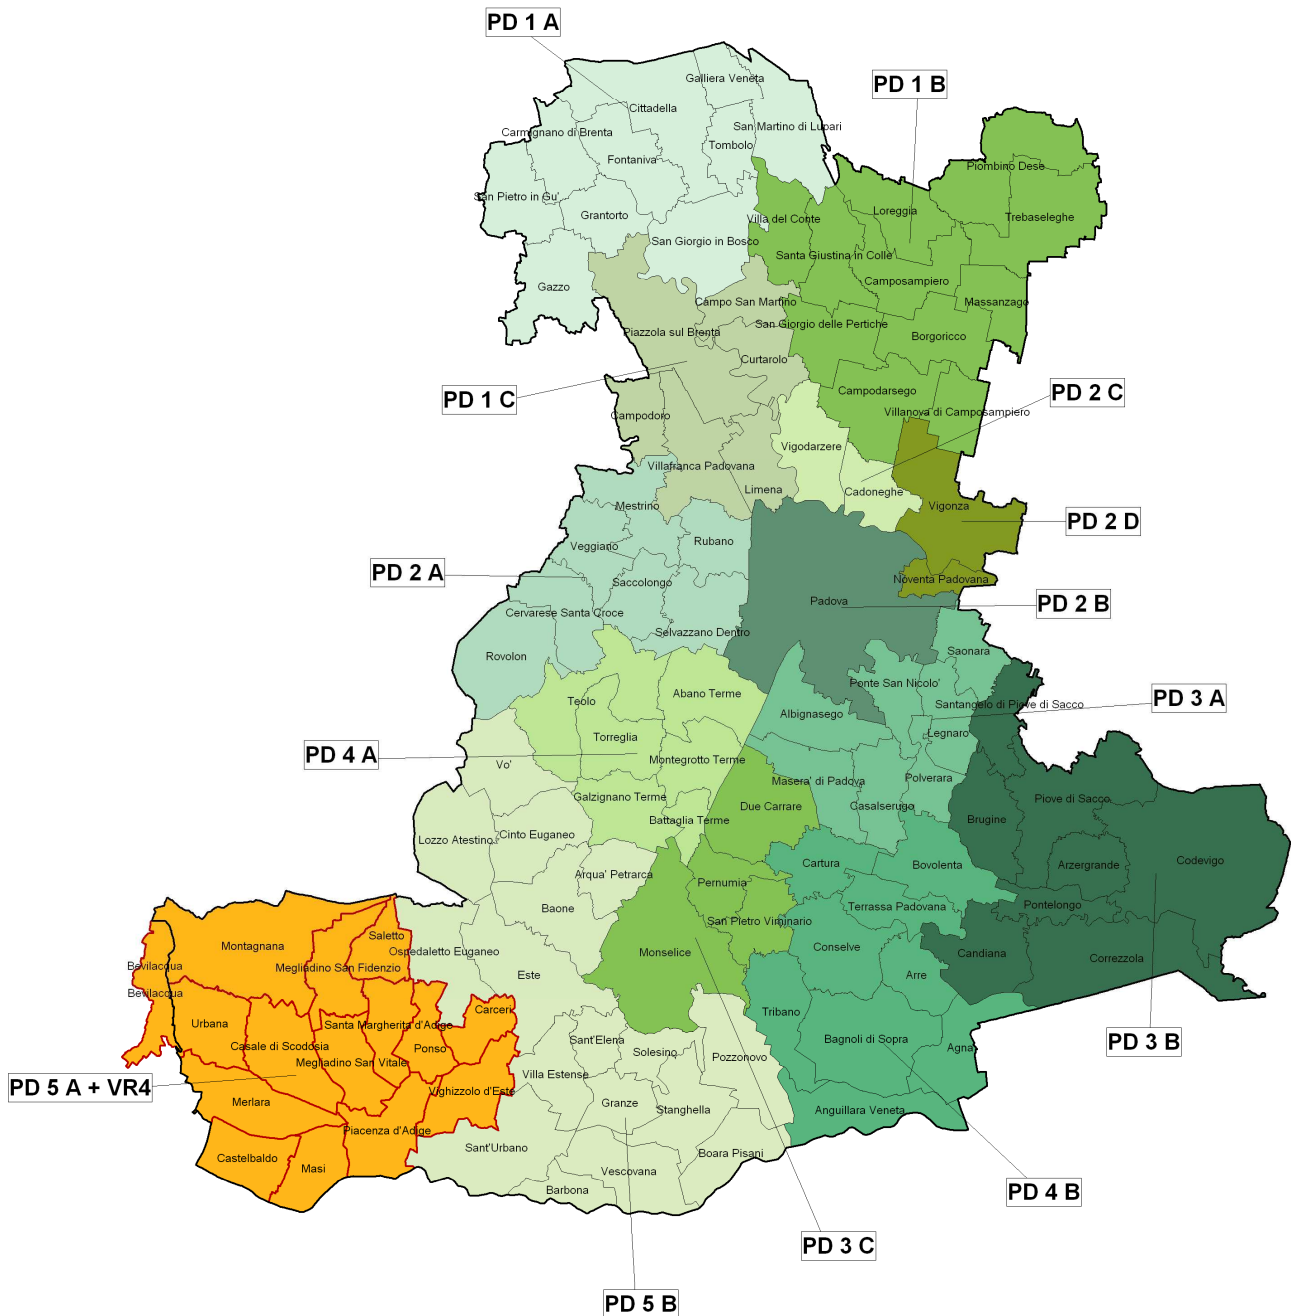 PD 1 A
Galliera Veneta
PD 1 B
Cittadella
San Martino di Lupari
Carmignano di Brenta
Tombolo
Fontaniva
Piombino Dese
San Pietro in Gu'
Loreggia
Trebaseleghe
Grantorto
Villa del Conte
San Giorgio in Bosco
Santa Giustina in Colle
Camposampiero
Gazzo
Campo San Martino
Massanzago
Piazzola sul Brenta
San Giorgio delle Pertiche
Borgoricco
Curtarolo
PD 1 C
Campodarsego
PD 2 C
Campodoro
Villanova di Camposampiero
Vigodarzere
Villafranca Padovana
Limena
Cadoneghe
Mestrino
Vigonza
PD 2 D
Rubano
Veggiano
PD 2 A
Saccolongo
Noventa Padovana
Padova
PD 2 B
Cervarese Santa Croce
Selvazzano Dentro
Rovolon
Saonara
Ponte San Nicolo'
Abano Terme
Teolo
Santangelo di Piove di Sacco
PD 3 A
Albignasego
Legnaro
Torreglia
PD 4 A
Montegrotto Terme
Vo'
Masera' di Padova
Polverara
Galzignano Terme
Due Carrare
Casalserugo
Piove di Sacco
Battaglia Terme
Brugine
Cinto Euganeo
Lozzo Atestino
Cartura
Bovolenta
Arzergrande
Codevigo
Arqua' Petrarca
Pernumia
Baone
Terrassa Padovana
Pontelongo
San Pietro Viminario
Saletto
Montagnana
Ospedaletto Euganeo
Monselice
Conselve
Candiana
Correzzola
Bevilacqua
Megliadino San Fidenzio
Este
Arre
Bevilacqua
Carceri
Tribano
Urbana
Santa Margherita d'Adige
Sant'Elena
Bagnoli di Sopra
PD 3 B
Casale di Scodosia
Ponso
Solesino
Pozzonovo
Agna
Megliadino San Vitale
Villa Estense
PD 5 A + VR4
Vighizzolo d'Este
Merlara
Granze
Stanghella
Anguillara Veneta
Piacenza d'Adige
Sant'Urbano
Boara Pisani
Castelbaldo
Masi
Vescovana
Barbona
PD 4 B
PD 3 C
PD 5 B